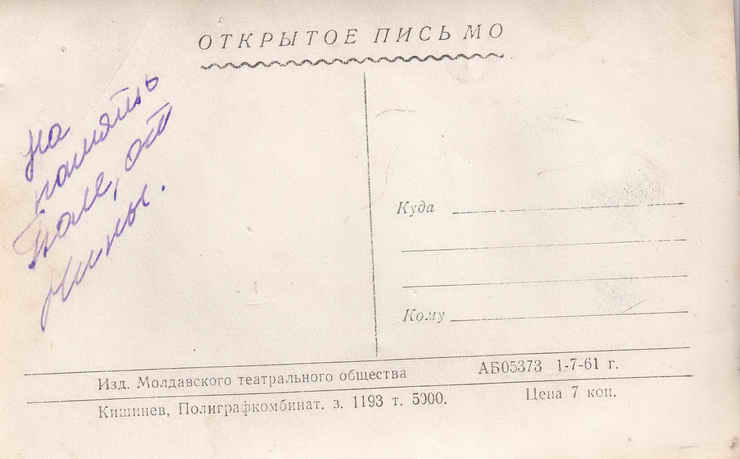 ОТКРЫТОЕ ПИСЬМО
На
память
Поле, от
Нины.
Куда
Кому
Изд. Молдавского театрального общества АБ05373 1-7-61 г.
Кишинев, Полиграфкомбинат. з. 1193 т. 5000. Цена 7 коп.